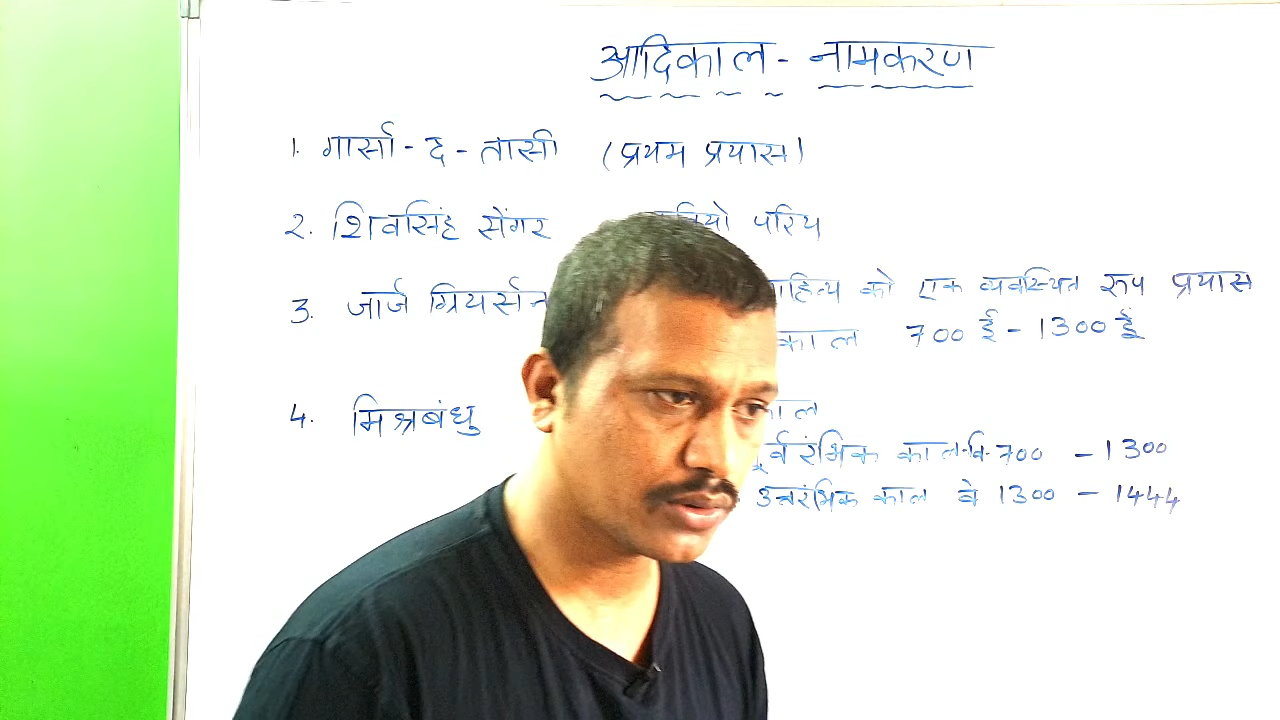 आदिकाल - नामकरण
1. गार्सा - द - तासी (प्रथम प्रयास)
2. शिवसिंह सेंगर परिय
3. जार्ज ग्रियर्सन को एक व्यवस्थित रूप प्रयास
700 ई - 1300 ई
4. मिश्रबंधु
काल वि. 700 - 1300
उत्तरंभिक काल वे 1300 - 1444